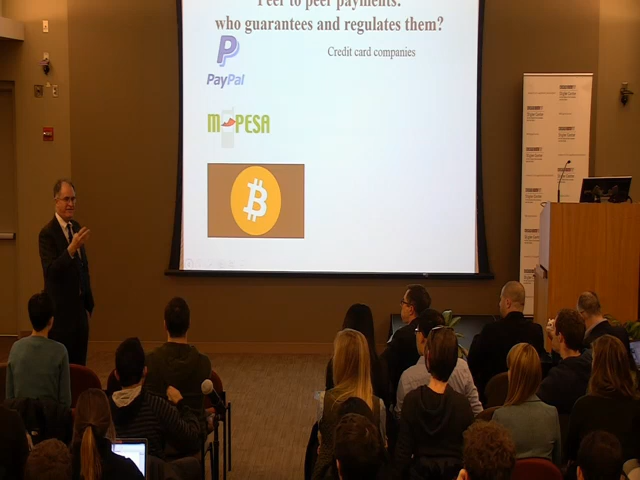 Peer to peer payments:
who guarantees and regulates them?
Credit card companies
PayPal
M-PESA